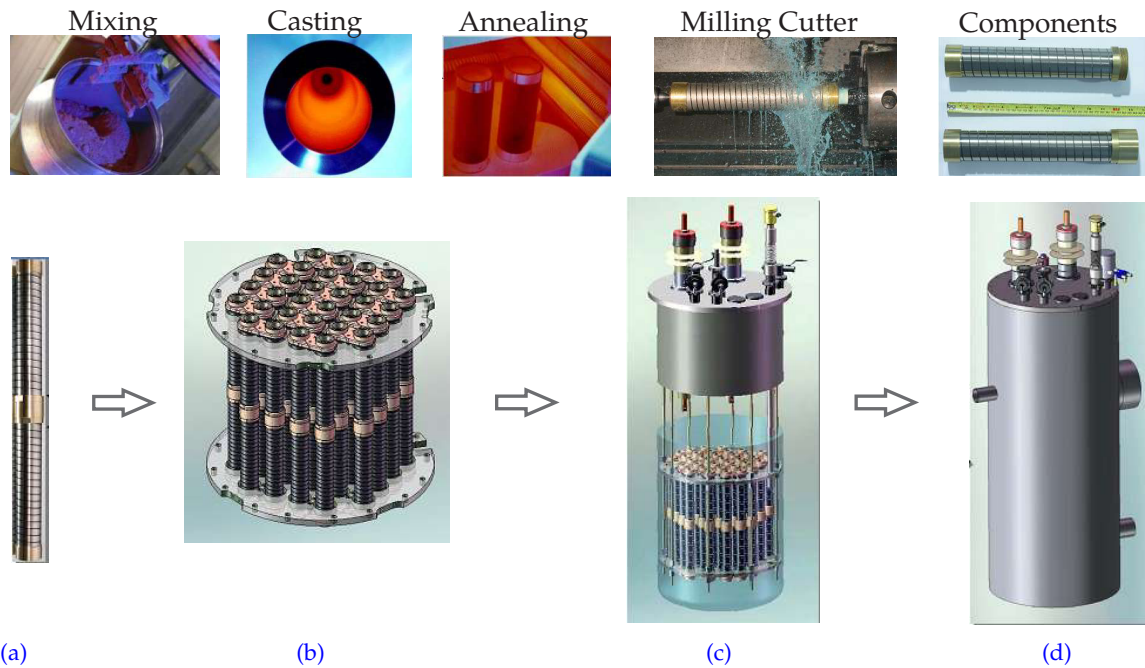 Mixing
Casting
Annealing
Milling Cutter
Components
(a)
(b)
(c)
(d)